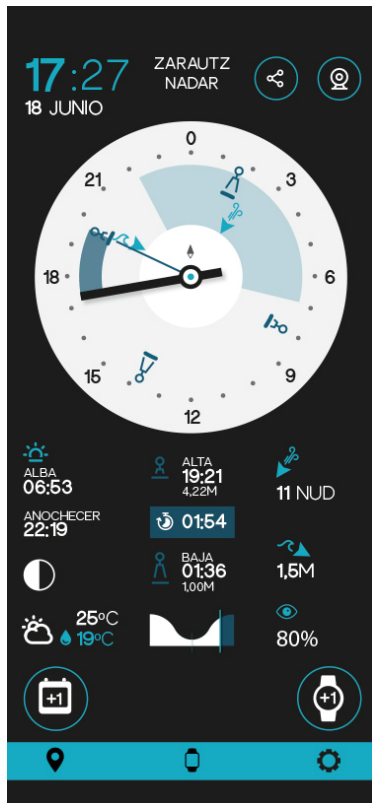 17:27
18 JUNIO
ZARAUTZ
NADAR
0
3
6
9
12
15
18
21
ALBA
06:53
ANOCHECER
22:19
25ºC
19ºC
ALTA
19:21
4,22M
01:54
BAJA
01:36
1,00M
11 NUD
1,5M
80%
+1
+1